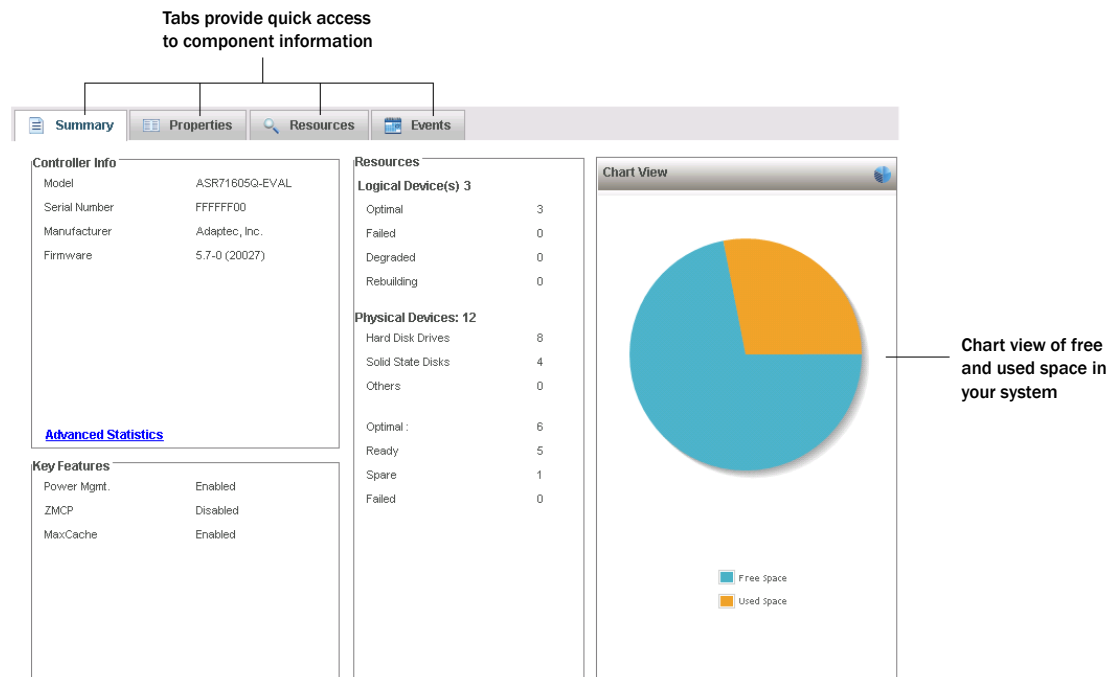 Tabs provide quick access
to component information
Summary
Properties
Resources
Events
Controller Info
Model ASR71605Q-EVAL
Serial Number FFFFFF00
Manufacturer Adaptec, Inc.
Firmware 5.7-0 (20027)
Advanced Statistics
Key Features
Power Mgmt. Enabled
ZMCP Disabled
MaxCache Enabled
Resources
Logical Device(s) 3
Optimal 3
Failed 0
Degraded 0
Rebuilding 0
Physical Devices: 12
Hard Disk Drives 8
Solid State Disks 4
Others 0
Optimal : 6
Ready 5
Spare 1
Failed 0
Chart View
Free Space
Used Space
Chart view of free
and used space in
your system